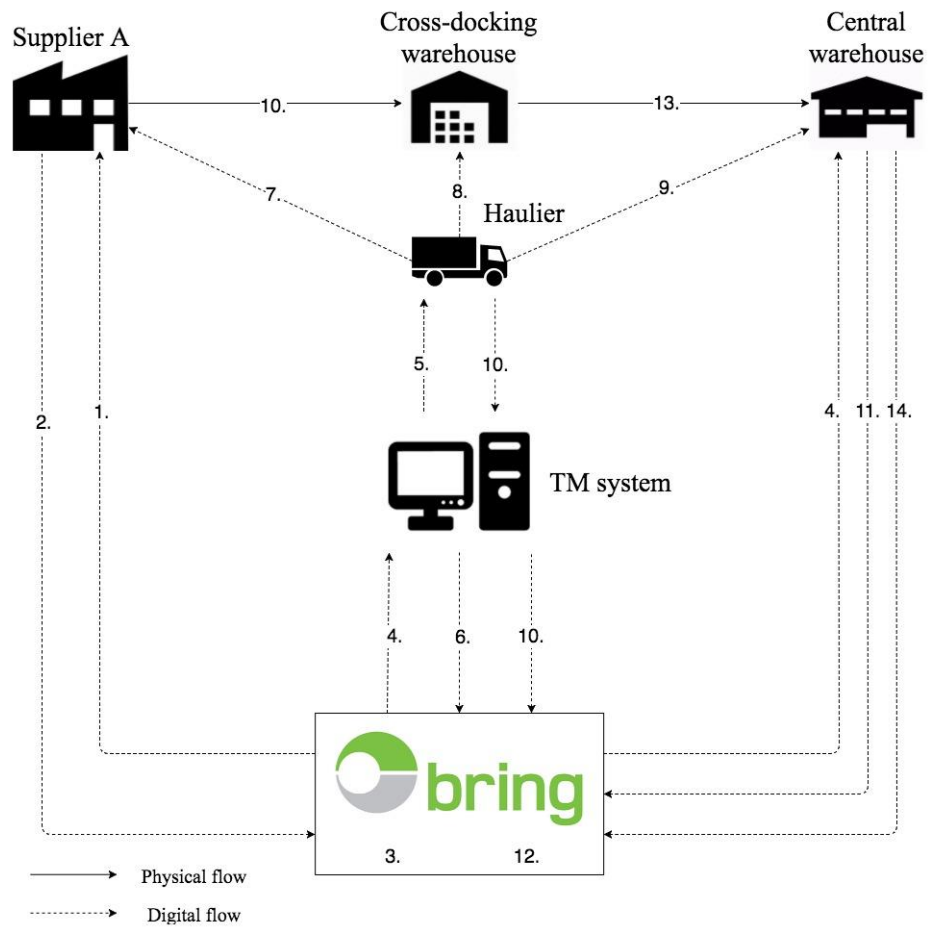 Supplier A
Cross-docking
warehouse
Central
warehouse
10.
13.
7.
8.
9.
Haulier
5.
10.
2.
1.
4.
11.
14.
TM system
4.
6.
10.
bring
3.
12.
Physical flow
Digital flow